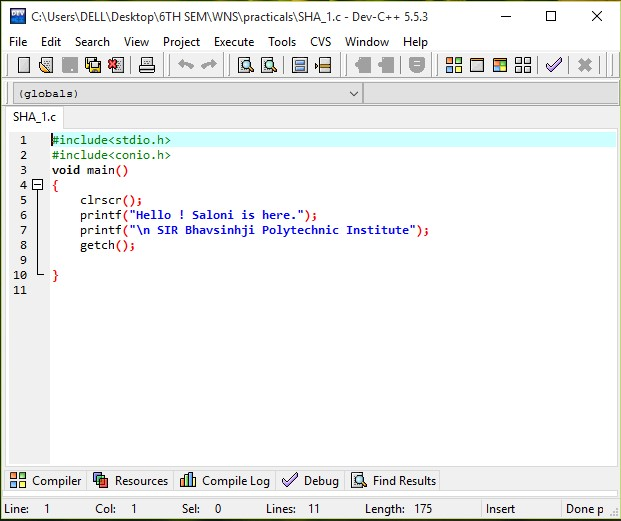 C:\Users\DELL\Desktop\6TH SEM\WNS\practicals\SHA_1.c - Dev-C++ 5.5.3
File Edit Search View Project Execute Tools CVS Window Help
(globals)
SHA_1.c
1 #include<stdio.h>
2 #include<conio.h>
3 void main()
4 {
5 clrscr();
6 printf("Hello ! Saloni is here.");
7 printf("\n SIR Bhavsinhji Polytechnic Institute");
8 getch();
9
10 }
11
Compiler Resources Compile Log Debug Find Results
Line: 1 Col: 1 Sel: 0 Lines: 11 Length: 175 Insert Done p